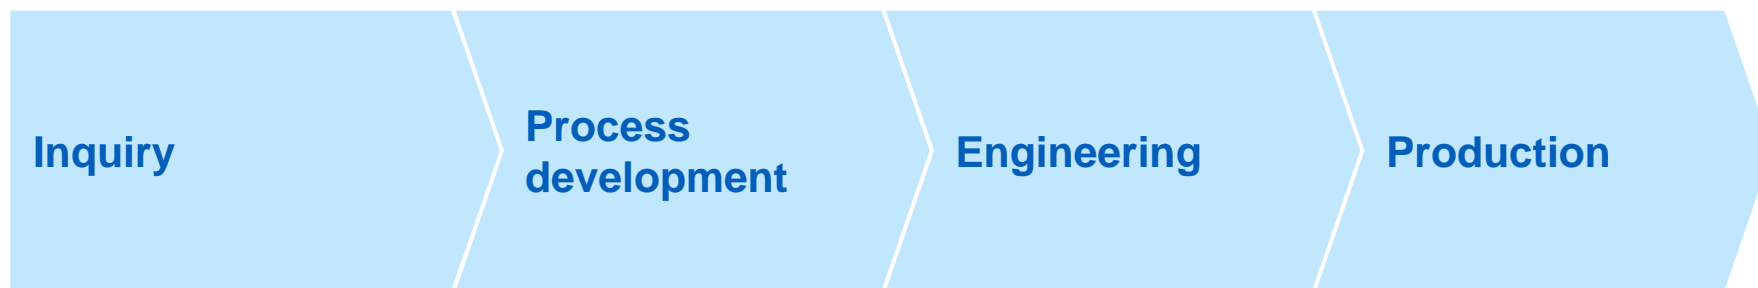 Inquiry
Process
development
Engineering
Production